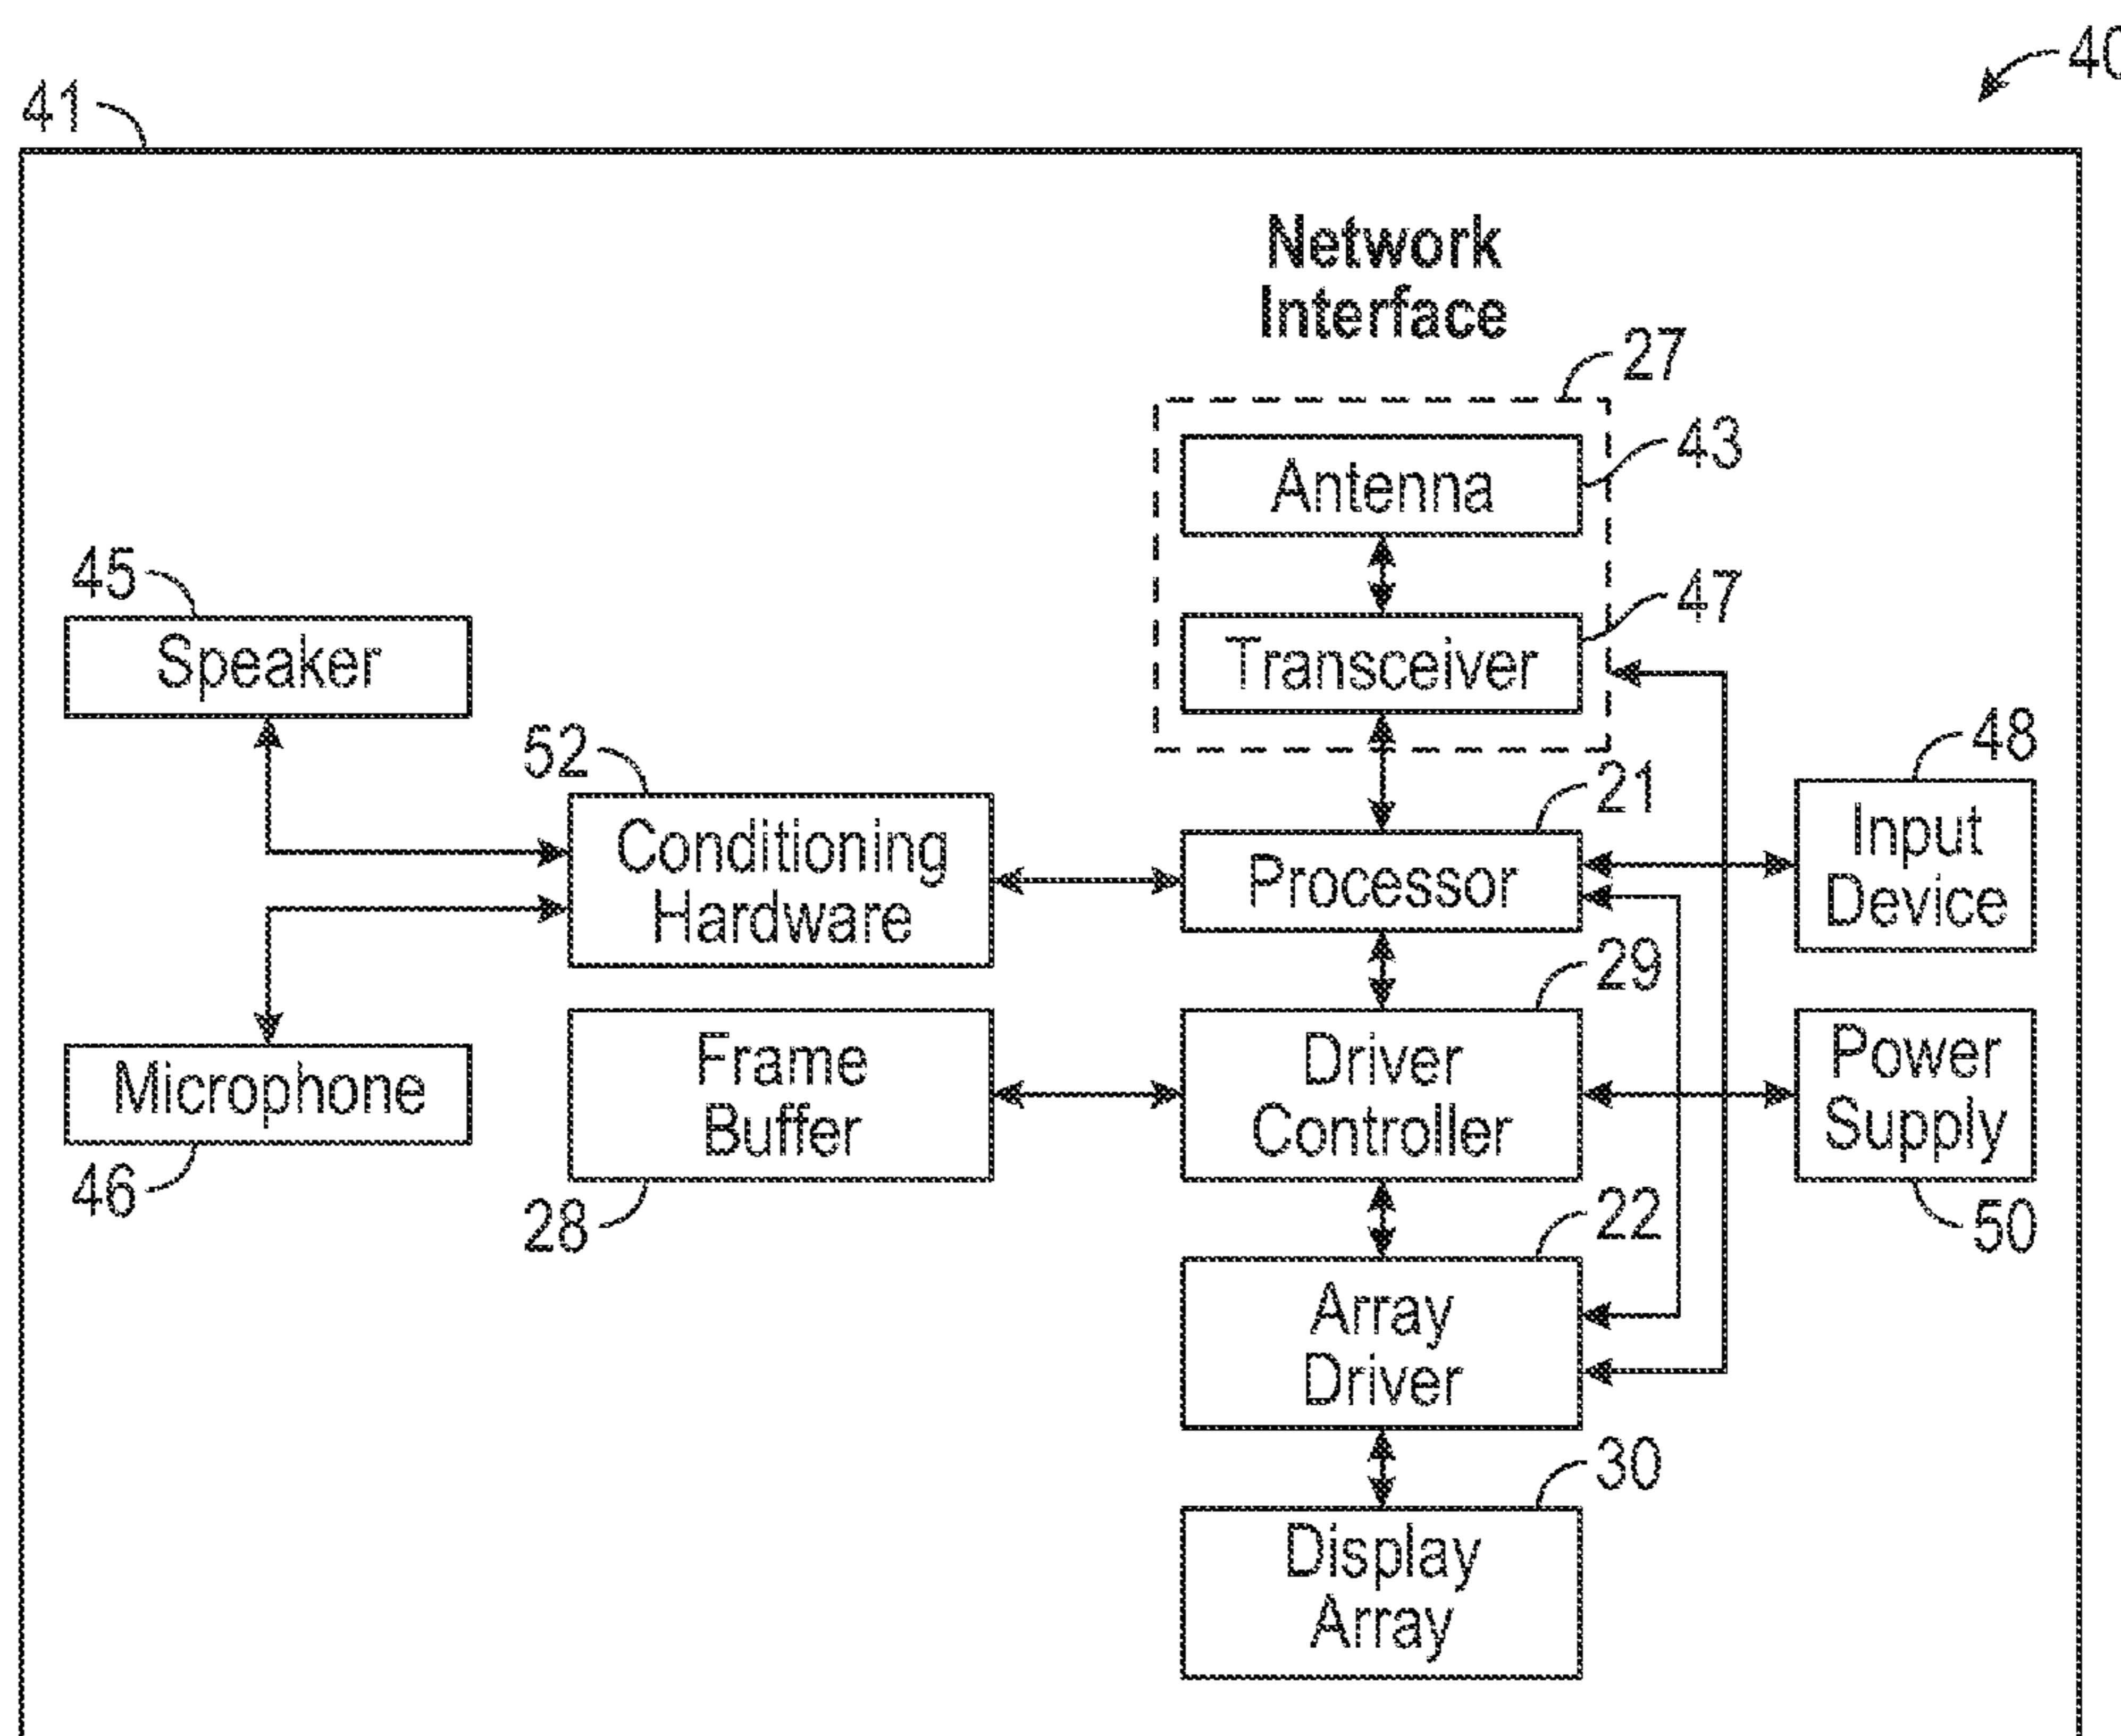 40
41
Network
Interface
27
Antenna
43
Transceiver
47
45
Speaker
52
Conditioning
Hardware
21
Processor
48
Input
Device
Microphone
46
Frame
Buffer
28
29
Driver
Controller
Power
Supply
50
22
Array
Driver
30
Display
Array